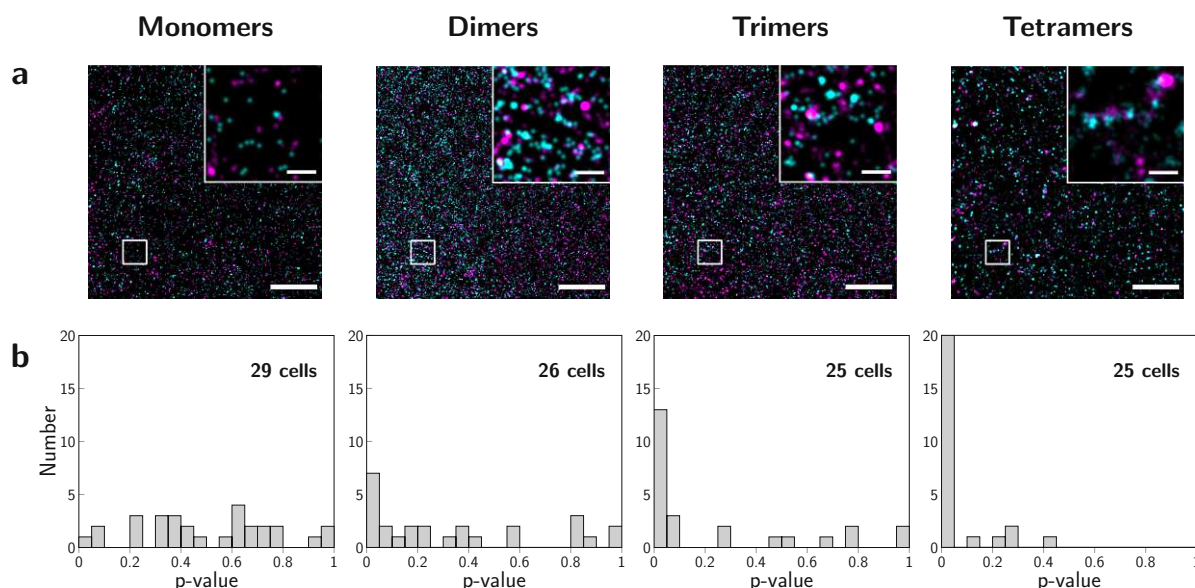 Monomers Dimers Trimers Tetramers
a
b
20 20 20 20
29 cells 26 cells 25 cells 25 cells
15 15 15 15
Number
10 10 10 10
5 5 5 5
0 0 0 0
0 0.2 0.4 0.6 0.8 1 0 0.2 0.4 0.6 0.8 1 0 0.2 0.4 0.6 0.8 1 0 0.2 0.4 0.6 0.8 1
p-value p-value p-value p-value